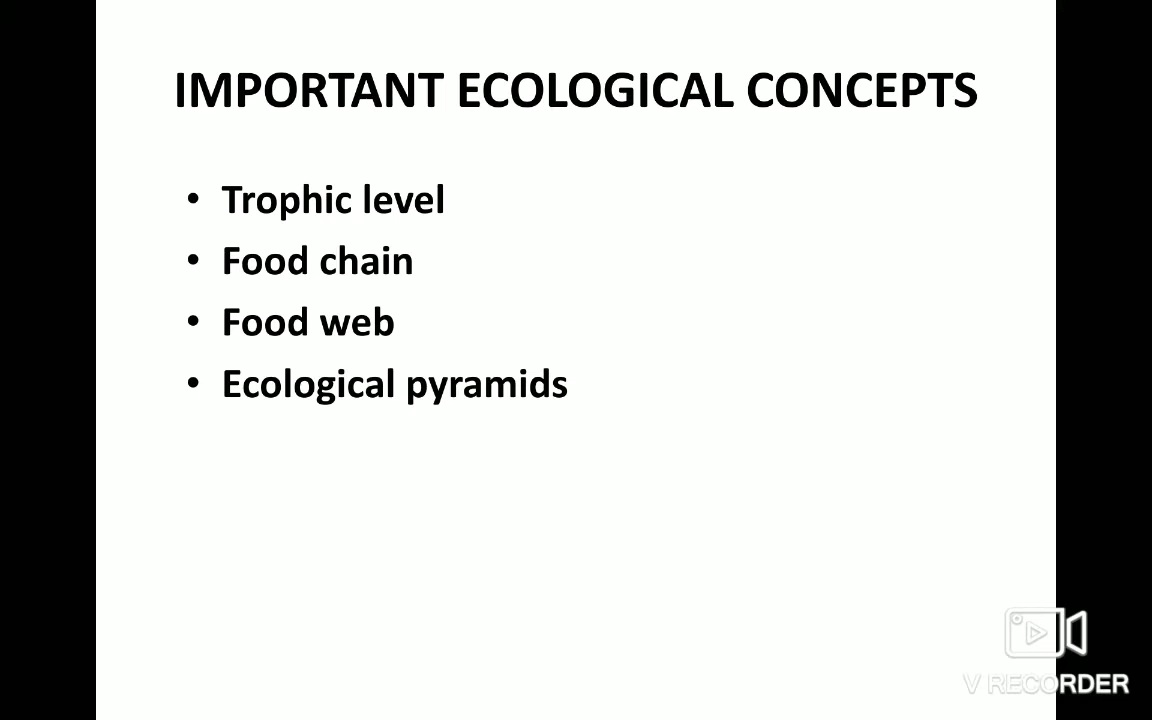 IMPORTANT ECOLOGICAL CONCEPTS
• Trophic level
• Food chain
• Food web
• Ecological pyramids
V RECORDER